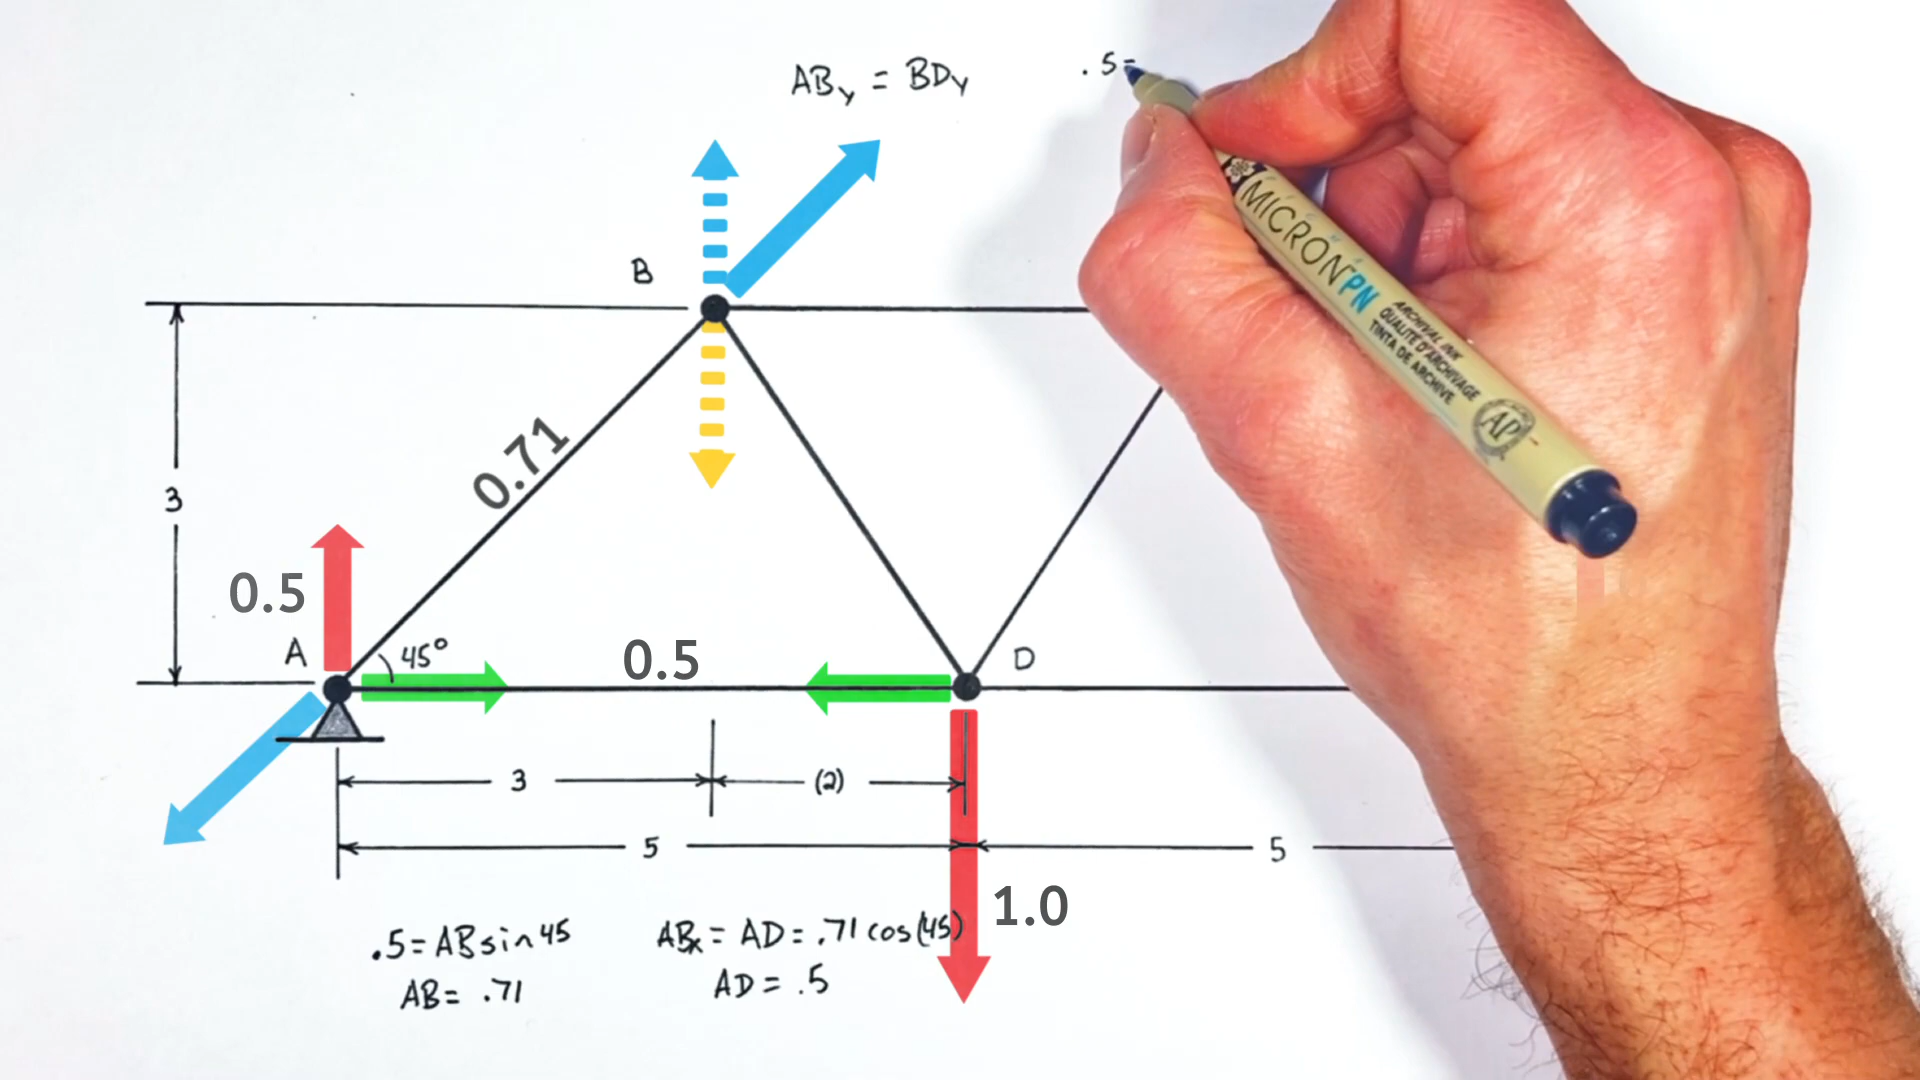 ABy = BDy
.5=
B
MICRON PN
ARCHIVAL INK
QUALITÉ D'ARCHIVAGE
TINTA DE ARCHIVE
AP
3
0.71
0.5
A
45°
0.5
D
3
(2)
5
5
1.0
.5=ABsin45
AB= .71
ABx= AD=.71 cos(45)
AD= .5